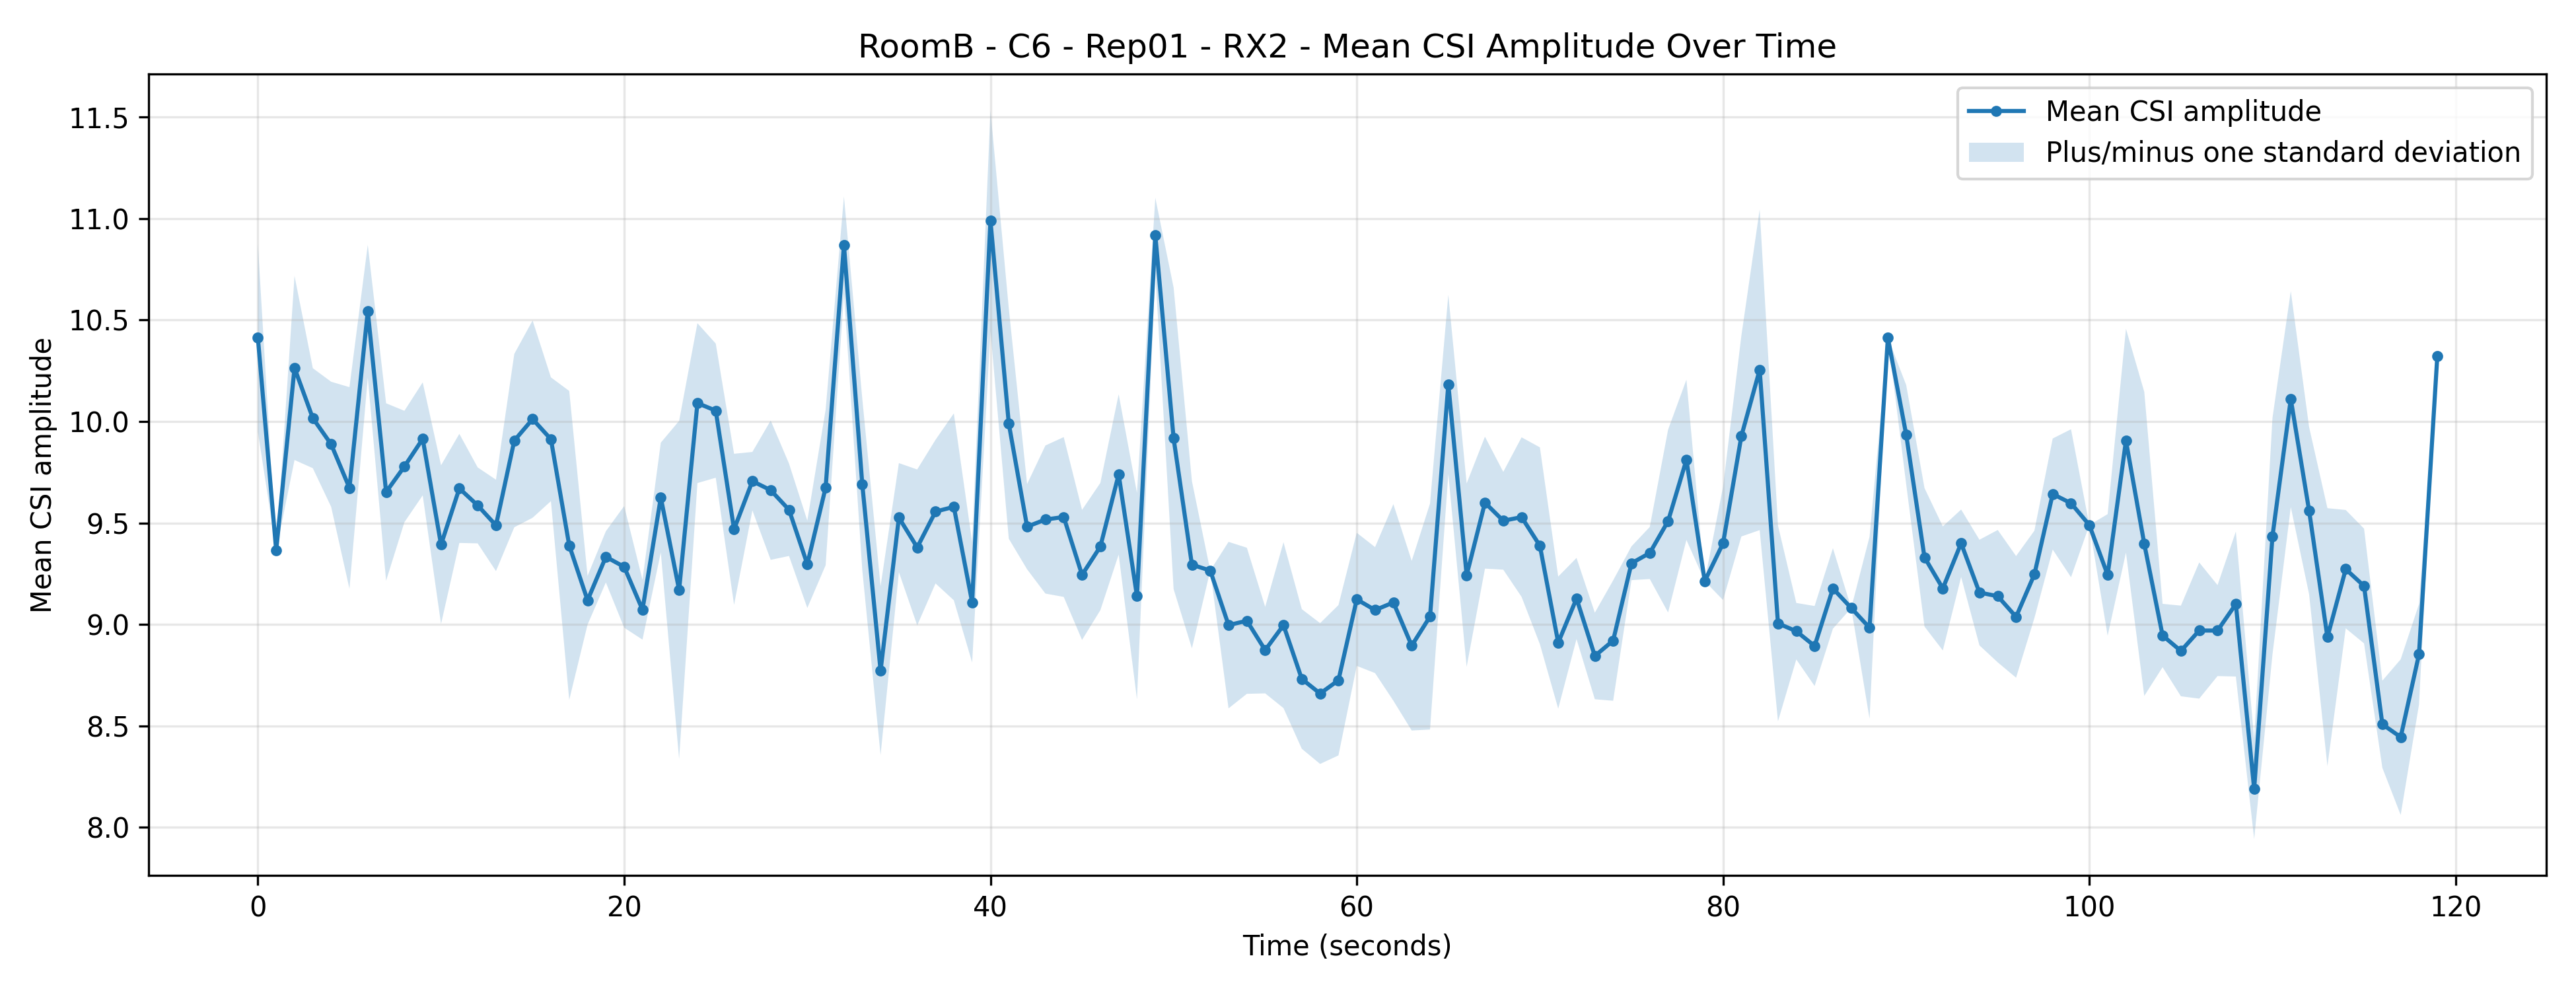 RoomB - C6 - Rep01 - RX2 - Mean CSI Amplitude Over Time
Mean CSI amplitude
Plus/minus one standard deviation
Mean CSI amplitude
11.5
11.0
10.5
10.0
9.5
9.0
8.5
8.0
0 20 40 60 80 100 120
Time (seconds)